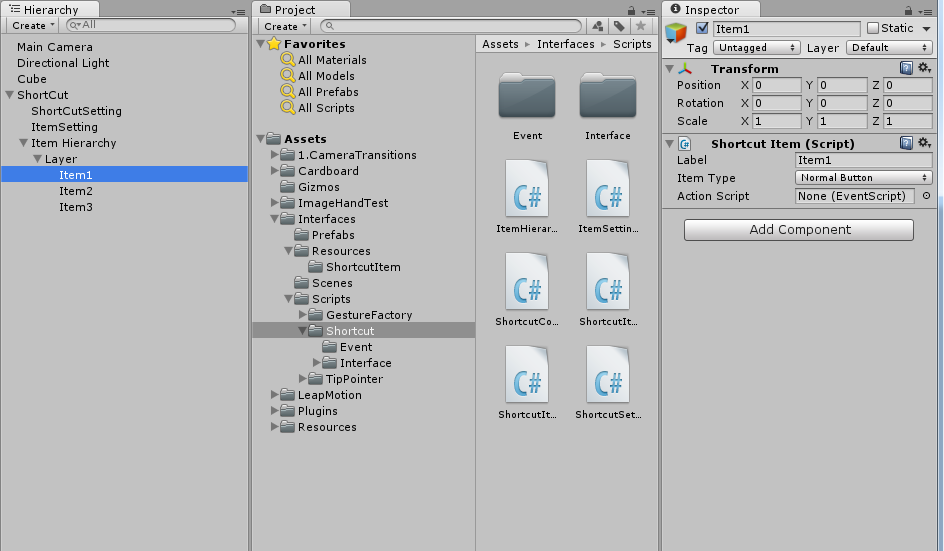 Hierarchy
Create
All
Main Camera
Directional Light
Cube
ShortCut
ShortCutSetting
ItemSetting
Item Hierarchy
Layer
Item1
Item2
Item3
Project
Create
Favorites
All Materials
All Models
All Prefabs
All Scripts
Assets
1.CameraTransitions
Cardboard
Gizmos
ImageHandTest
Interfaces
Prefabs
Resources
ShortcutItem
Scenes
Scripts
GestureFactory
Shortcut
Event
Interface
TipPointer
LeapMotion
Plugins
Resources
Assets Interfaces Scripts
Event Interface
C# C#
ItemHierar... ItemSettin...
C# C#
ShortcutCo... ShortcutIt...
C# C#
ShortcutIt... ShortcutSet...
Inspector
Item1 Static
Tag Untagged Layer Default
Transform
Position X 0 Y 0 Z 0
Rotation X 0 Y 0 Z 0
Scale X 1 Y 1 Z 1
Shortcut Item (Script)
Label Item1
Item Type Normal Button
Action Script None (EventScript)
Add Component